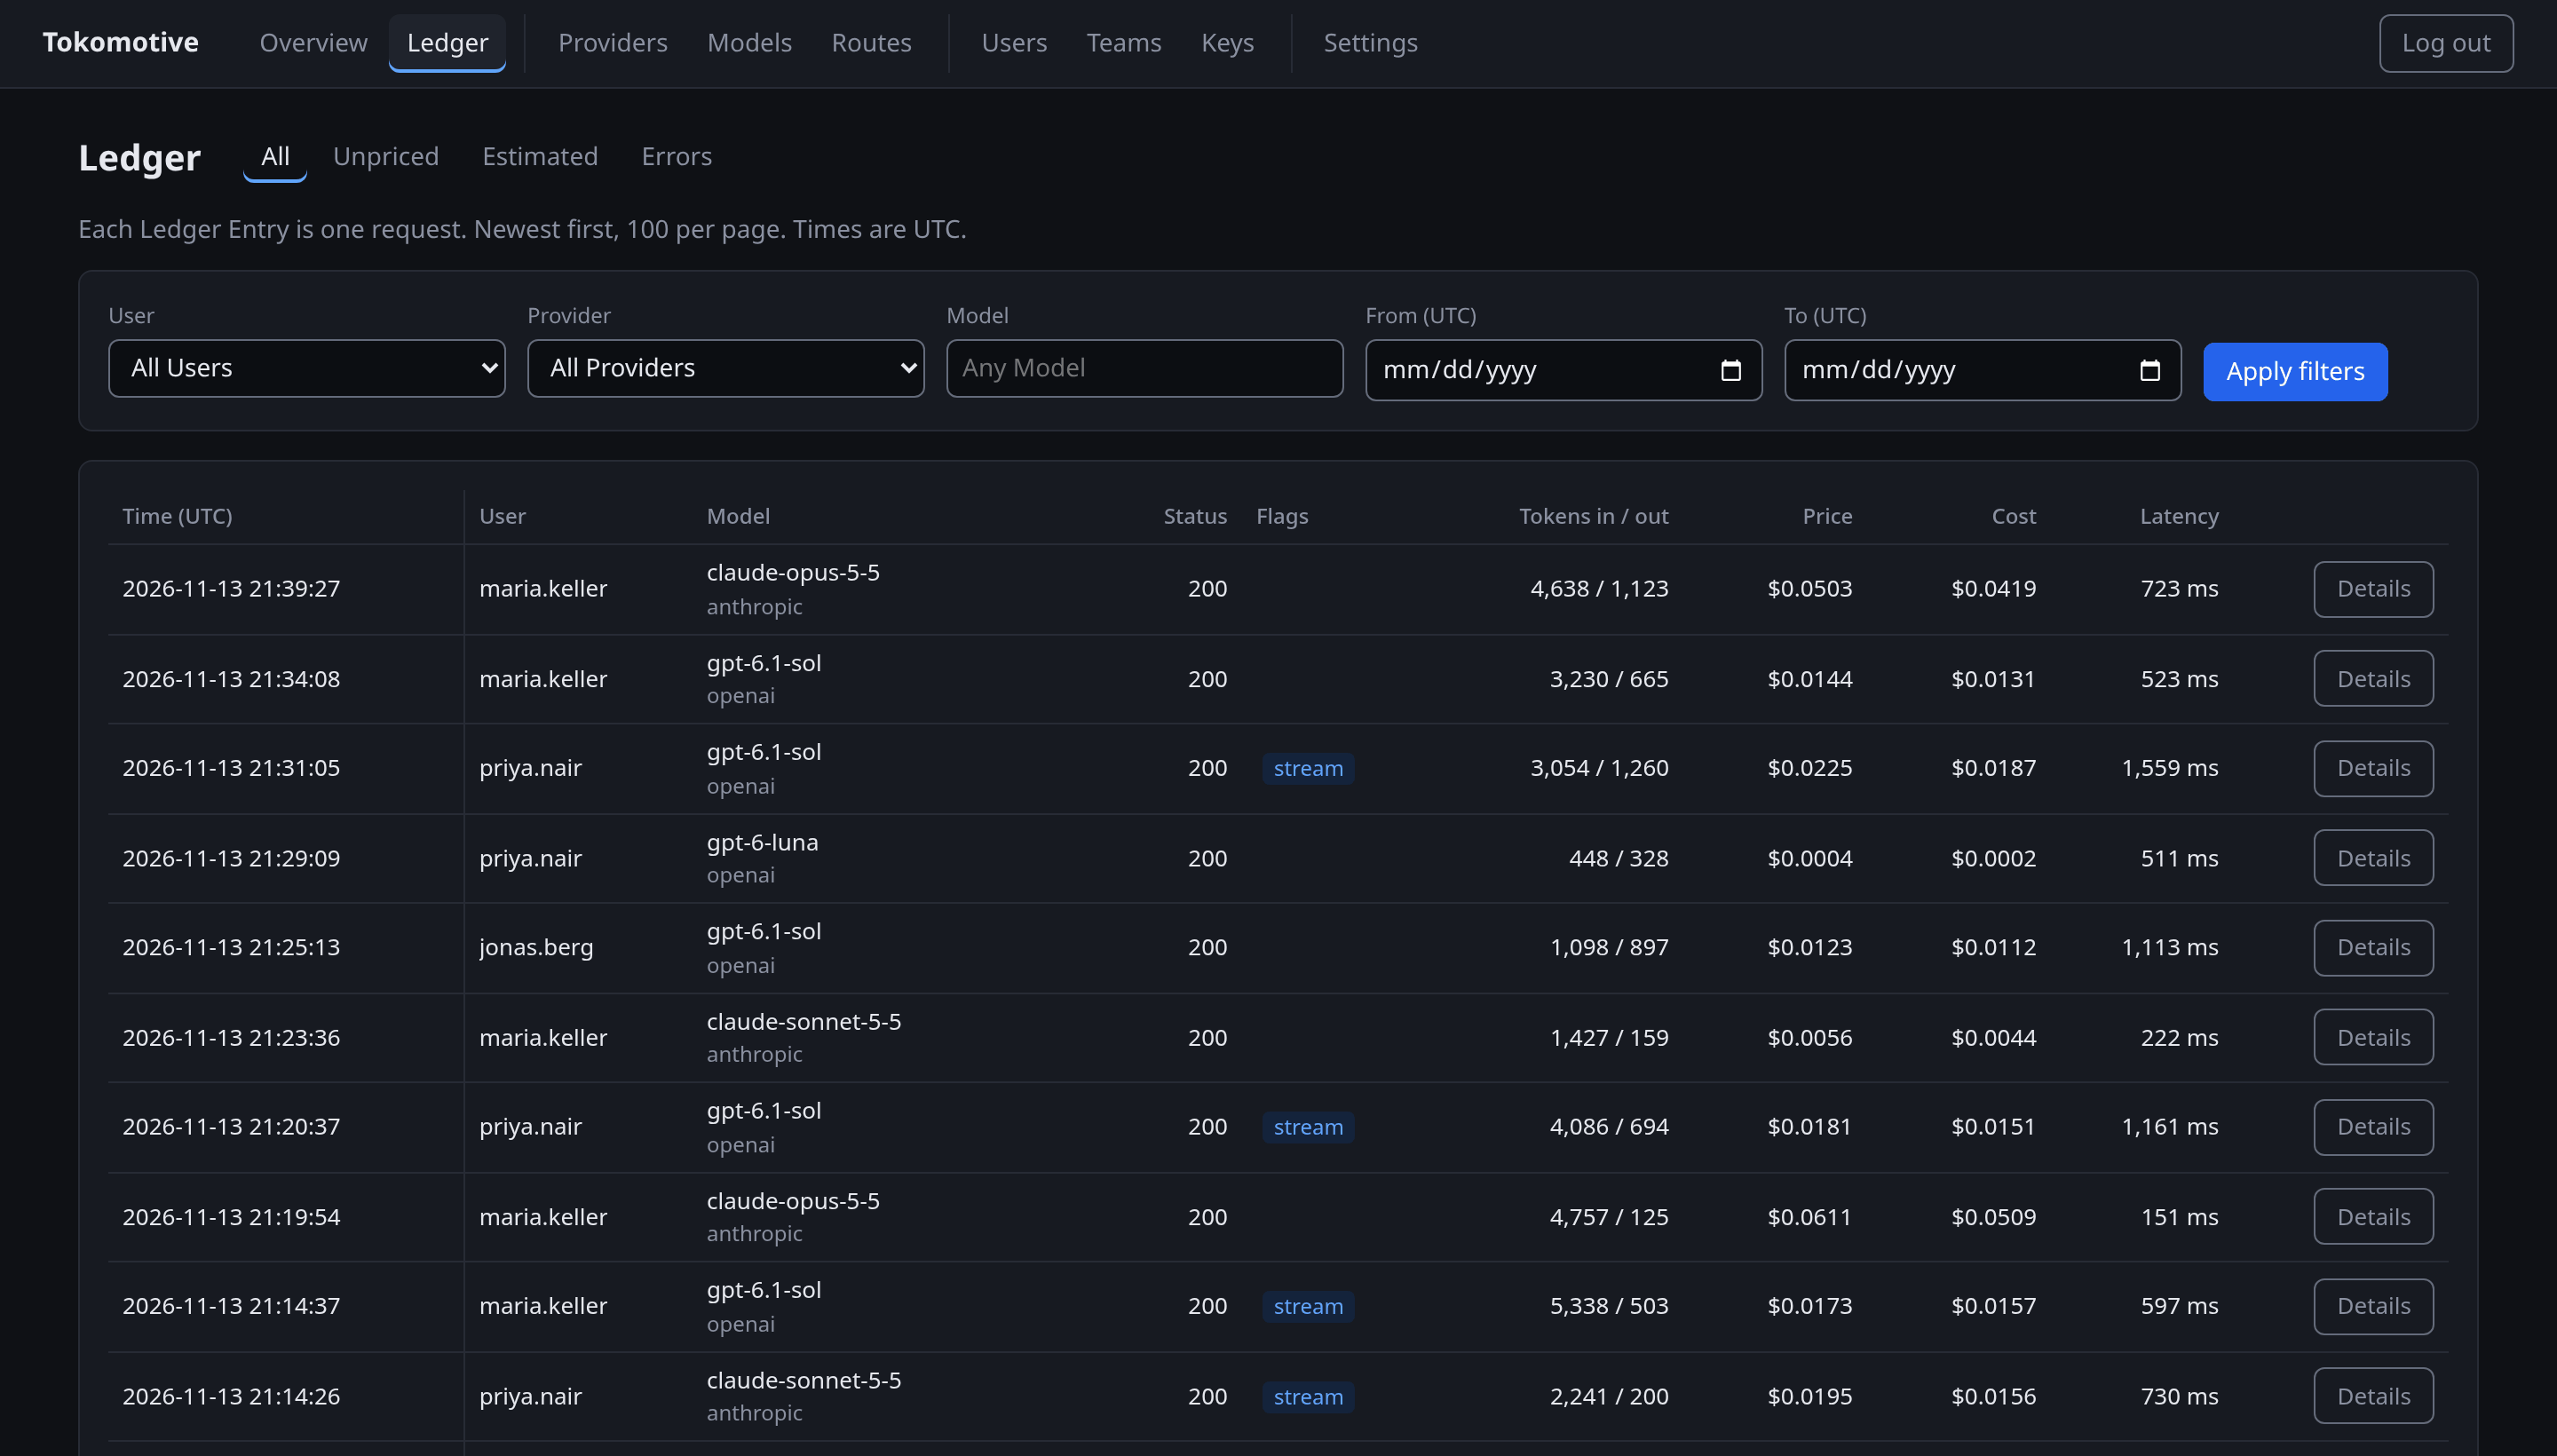 Tokomotive Overview Ledger Providers Models Routes Users Teams Keys Settings Log out
Ledger All Unpriced Estimated Errors
Each Ledger Entry is one request. Newest first, 100 per page. Times are UTC.
User Provider Model From (UTC) To (UTC)
All Users All Providers Any Model mm/dd/yyyy mm/dd/yyyy Apply filters
Time (UTC) User Model Status Flags Tokens in / out Price Cost Latency
2026-11-13 21:39:27 maria.keller claude-opus-5-5 200 4,638 / 1,123 $0.0503 $0.0419 723 ms Details
anthropic
2026-11-13 21:34:08 maria.keller gpt-6.1-sol 200 3,230 / 665 $0.0144 $0.0131 523 ms Details
openai
2026-11-13 21:31:05 priya.nair gpt-6.1-sol 200 stream 3,054 / 1,260 $0.0225 $0.0187 1,559 ms Details
openai
2026-11-13 21:29:09 priya.nair gpt-6-luna 200 448 / 328 $0.0004 $0.0002 511 ms Details
openai
2026-11-13 21:25:13 jonas.berg gpt-6.1-sol 200 1,098 / 897 $0.0123 $0.0112 1,113 ms Details
openai
2026-11-13 21:23:36 maria.keller claude-sonnet-5-5 200 1,427 / 159 $0.0056 $0.0044 222 ms Details
anthropic
2026-11-13 21:20:37 priya.nair gpt-6.1-sol 200 stream 4,086 / 694 $0.0181 $0.0151 1,161 ms Details
openai
2026-11-13 21:19:54 maria.keller claude-opus-5-5 200 4,757 / 125 $0.0611 $0.0509 151 ms Details
anthropic
2026-11-13 21:14:37 maria.keller gpt-6.1-sol 200 stream 5,338 / 503 $0.0173 $0.0157 597 ms Details
openai
2026-11-13 21:14:26 priya.nair claude-sonnet-5-5 200 stream 2,241 / 200 $0.0195 $0.0156 730 ms Details
anthropic